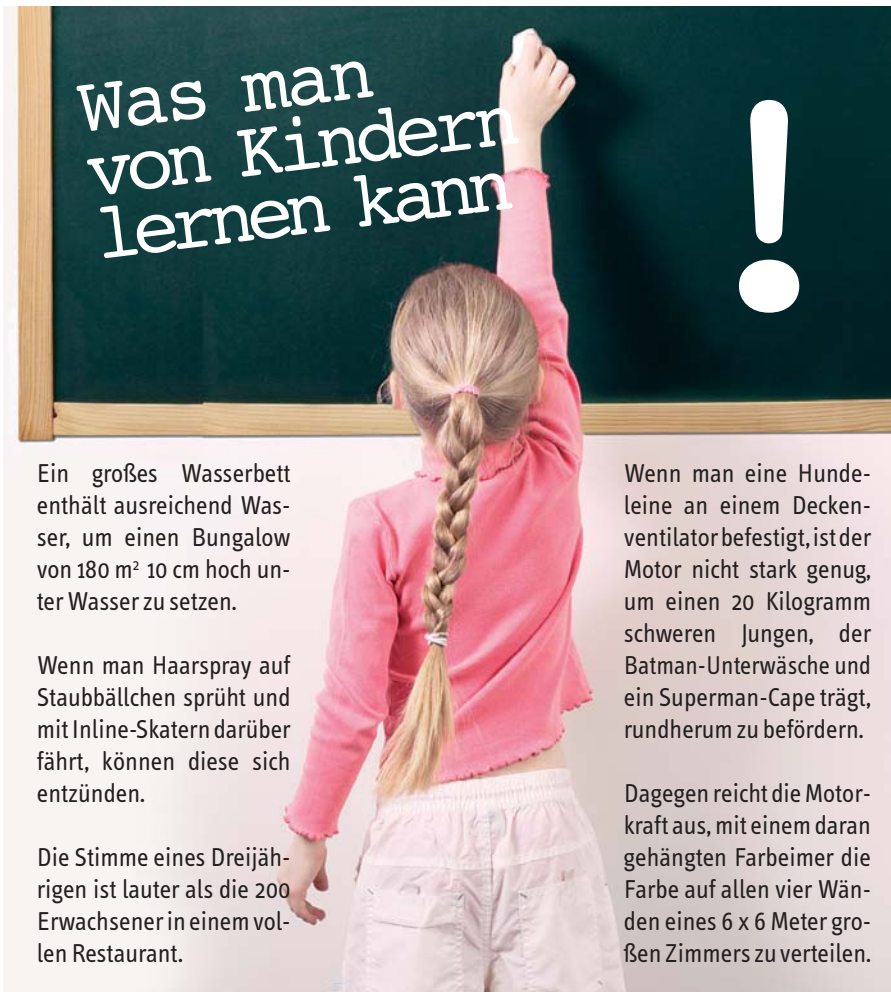 Was man
von Kindern
lernen kann
!
Ein großes Wasserbett
enthält ausreichend Was-
ser, um einen Bungalow
von 180 m² 10 cm hoch un-
ter Wasser zu setzen.
Wenn man Haarspray auf
Staubbällchen sprüht und
mit Inline-Skatern darüber
fährt, können diese sich
entzünden.
Die Stimme eines Dreijäh-
rigen ist lauter als die 200
Erwachsener in einem vol-
len Restaurant.
Wenn man eine Hunde-
leine an einem Decken-
ventilator befestigt, ist der
Motor nicht stark genug,
um einen 20 Kilogramm
schweren Jungen, der
Batman-Unterwäsche und
ein Superman-Cape trägt,
rundherum zu befördern.
Dagegen reicht die Motor-
kraft aus, mit einem daran
gehängten Farbeimer die
Farbe auf allen vier Wän-
den eines 6 x 6 Meter gro-
ßen Zimmers zu verteilen.